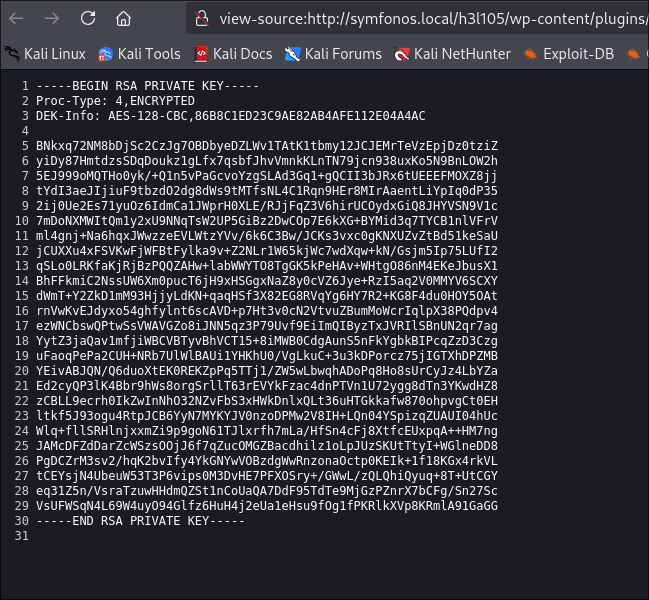 view-source:http://symfonos.local/h3l105/wp-content/plugins/
Kali Linux Kali Tools Kali Docs Kali Forums Kali NetHunter Exploit-DB
1 -----BEGIN RSA PRIVATE KEY-----
2 Proc-Type: 4,ENCRYPTED
3 DEK-Info: AES-128-CBC,86B8C1ED23C9AE82AB4AFE112E04A4AC
4
5 BNkxq72NM8bDjSc2CzJg7OBDbyeDZLWv1TAtK1tbmy12JCJEMrTeVzEpjDz0tziZ
6 yiDy87HmtdzsSDqDoukz1gLfx7qsbfJhvVmnkKLnTN79jcn938uxKo5N9BnLOW2h
7 5EJ999oMQTHo0yk/+Q1n5vPaGcvoYzgSLAd3Gq1+gQCII3bJRx6tUEEEFMOXZ8jj
8 tYdI3aeJIjiuF9tbzdO2dg8dWs9tMTfsNL4C1Rqn9HEr8MIrAaentLiYpIq0dP35
9 2ij0Ue2Es71yuOz6IdmCa1JWprH0XLE/RJjFqZ3V6hirUCOydxGiQ8JHYVSN9V1c
10 7mDoNXMWItQm1y2xU9NNqTsW2UP5GiBz2DwCOp7E6kXG+BYMid3q7TYCB1nlVFrV
11 ml4gnj+Na6hqxJWwzzeEVLWtzYVv/6k6C3Bw/JCKs3vxc0gKNXUZvZtBd51keSaU
12 jCUXXu4xFSVKwFjWFBtFylka9v+Z2NLr1W65kjWc7wdXqw+kN/Gsjm5Ip75LUfI2
13 qSLo0LRKfaKjRjBzPQQZAHw+labWWYTO8TgGK5kPeHAv+WHtgO86nM4EKeJbusX1
14 BhFFkmiC2NssUW6Xm0pucT6jH9xHSGgxNaZ8y0cVZ6Jye+RzI5aq2V0MMYV6SCXY
15 dWmT+Y2ZkD1mM93HjjyLdKN+qaqHSf3X82EG8RVqYg6HY7R2+KG8F4du0HOY5OAt
16 rnVwKvEJdyxo54ghfylnt6scAVD+p7Ht3v0cN2VtvuZBumMoWcrIqlpX38PQdpv4
17 ezWNCbswQPtwSsVWAVGZo8iJNN5qz3P79Uvf9EiImQIByzTxJVRIlSBnUN2qr7ag
18 YytZ3jaQav1mfjiWBCVBTyvBhVCT15+8iMWB0CdgAunS5nFkYgbkBIPcqZzD3Czg
19 uFaoqPePa2CUH+NRb7UlWlBAUi1YHKhU0/VgLkuC+3u3kDPorcz75jIGTXhDPZMB
20 YEivABJQN/Q6duoXtEK0REKZpPq5TTj1/ZW5wLbwqhADoPq8Ho8sUrCyJz4LbYZa
21 Ed2cyQP3lK4Bbr9hWs8orgSrllT63rEVYkFzac4dnPTVn1U72ygg8dTn3YKwdHZ8
22 zCBLL9ecrh0IkZwInNhO32NZvFbS3xHWkDnlxQLt36uHTGkkafw870ohpvgCt0EH
23 ltkf5J93ogu4RtpJCB6YyN7MYKYJV0nzoDPMw2V8IH+LQn04YSpizqZUAUI04hUc
24 Wlq+fllSRHlnjxxmZi9p9goN61TJlxrfh7mLa/HfSn4cFj8XtfcEUxpqA++HM7ng
25 JAMcDFZdDarZcWSzsOOjJ6f7qZucOMGZBacdhilz1oLpJUzSKUtTtyI+WGlneDD8
26 PgDCZrM3sv2/hqK2bvIfy4YkGNYwVOBzdgWwRnzonaOctp0KEIk+1f18KGx4rkVL
27 tCEYsjN4UbeuW53T3P6vips0M3DvHE7PFXOSry+/GWwL/zQLQhiQyuq+8T+UtCGY
28 eq31Z5n/VsraTzuwHHdmQZSt1nCoUaQA7DdF95TdTe9MjGzPZnrX7bCFg/Sn27Sc
29 VsUFWSqN4L69W4uyO94Glfz6HuH4j2eUa1eHsu9fOg1fPKRlkXVp8KRmlA91GaGG
30 -----END RSA PRIVATE KEY-----
31